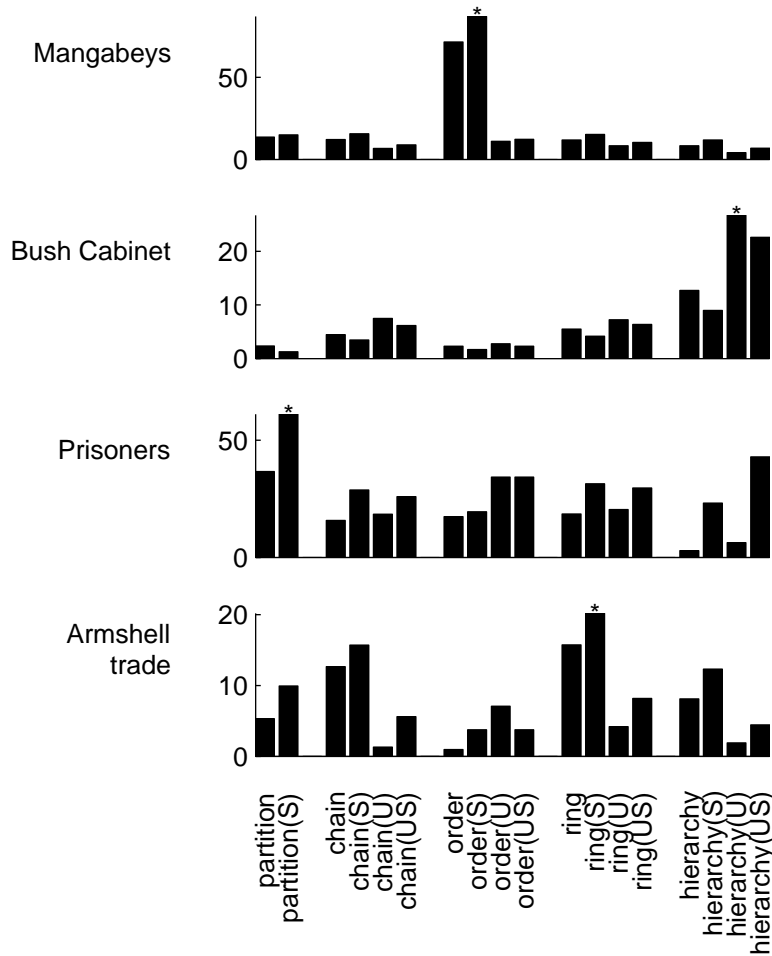 *
Mangabeys
50
0
*
Bush Cabinet
20
10
0
*
Prisoners
50
0
*
Armshell
trade
20
10
0
partition
partition(S)
chain
chain(S)
chain(U)
chain(US)
order
order(S)
order(U)
order(US)
ring
ring(S)
ring(U)
ring(US)
hierarchy
hierarchy(S)
hierarchy(U)
hierarchy(US)